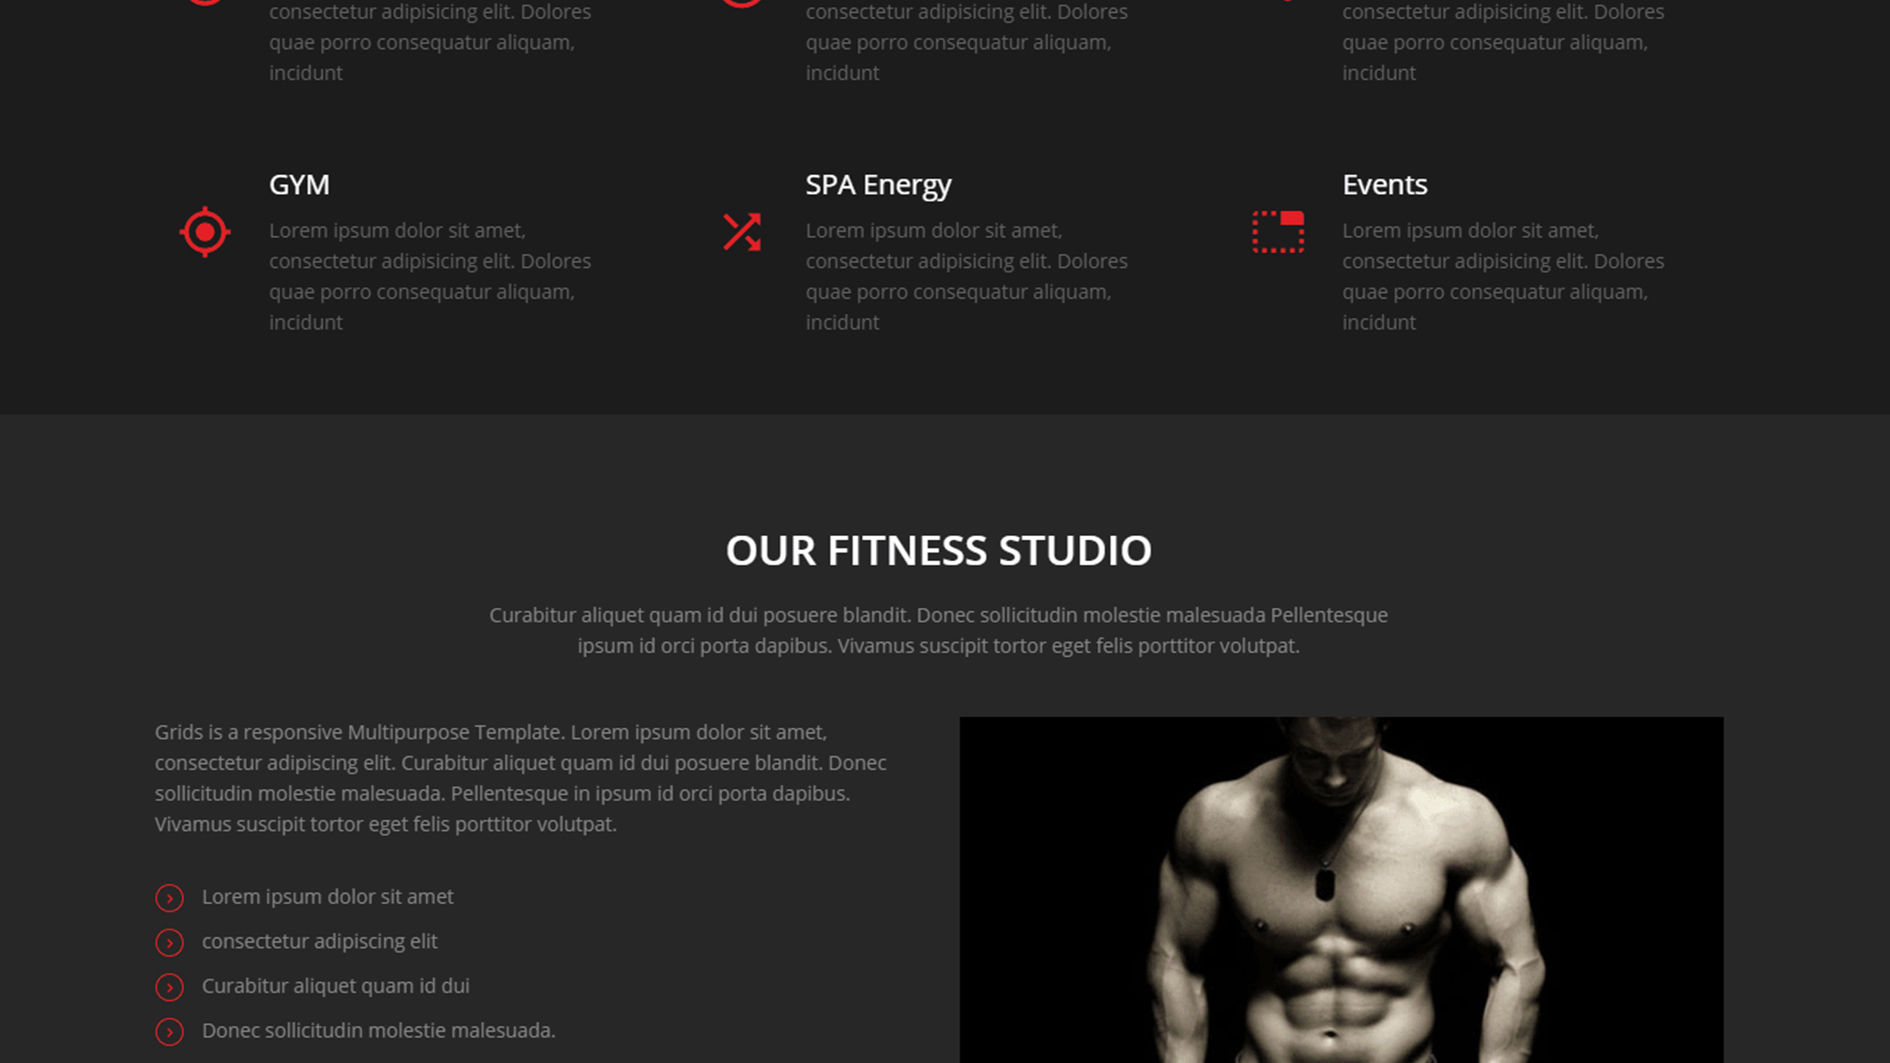 consectetur adipisicing elit. Dolores
quae porro consequatur aliquam,
incidunt
consectetur adipisicing elit. Dolores
quae porro consequatur aliquam,
incidunt
consectetur adipisicing elit. Dolores
quae porro consequatur aliquam,
incidunt
GYM
Lorem ipsum dolor sit amet,
consectetur adipisicing elit. Dolores
quae porro consequatur aliquam,
incidunt
SPA Energy
Lorem ipsum dolor sit amet,
consectetur adipisicing elit. Dolores
quae porro consequatur aliquam,
incidunt
Events
Lorem ipsum dolor sit amet,
consectetur adipisicing elit. Dolores
quae porro consequatur aliquam,
incidunt
OUR FITNESS STUDIO
Curabitur aliquet quam id dui posuere blandit. Donec sollicitudin molestie malesuada Pellentesque
ipsum id orci porta dapibus. Vivamus suscipit tortor eget felis porttitor volutpat.
Grids is a responsive Multipurpose Template. Lorem ipsum dolor sit amet,
consectetur adipiscing elit. Curabitur aliquet quam id dui posuere blandit. Donec
sollicitudin molestie malesuada. Pellentesque in ipsum id orci porta dapibus.
Vivamus suscipit tortor eget felis porttitor volutpat.
Lorem ipsum dolor sit amet
consectetur adipiscing elit
Curabitur aliquet quam id dui
Donec sollicitudin molestie malesuada.